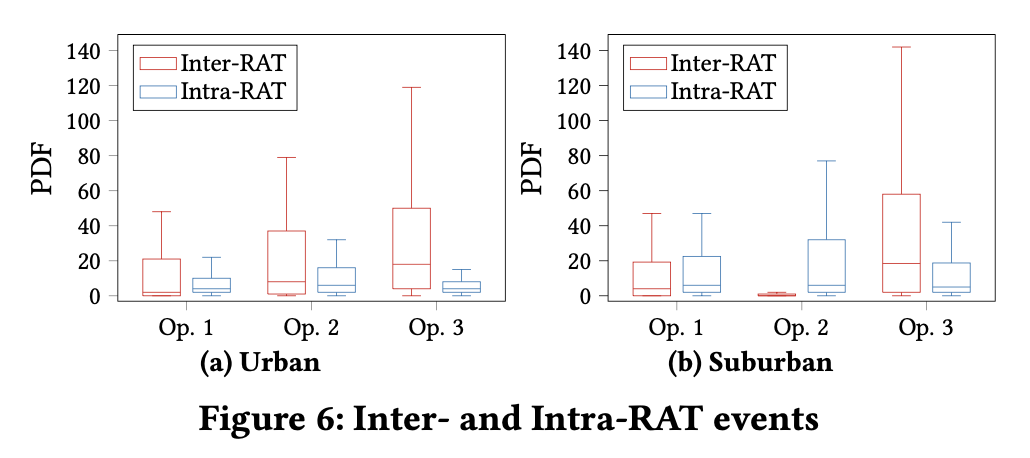 PDF
140
120
100
80
60
40
20
0
Inter-RAT
Intra-RAT
Op. 1 Op. 2 Op. 3
(a) Urban
PDF
140
120
100
80
60
40
20
0
Inter-RAT
Intra-RAT
Op. 1 Op. 2 Op. 3
(b) Suburban
Figure 6: Inter- and Intra-RAT events